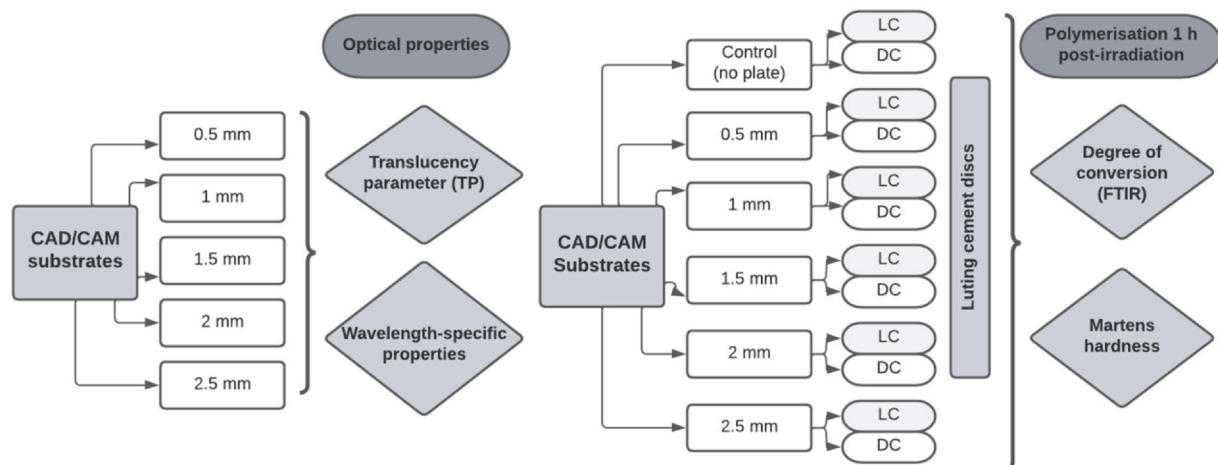 Optical properties
CAD/CAM
substrates
0.5 mm
1 mm
1.5 mm
2 mm
2.5 mm
Translucency
parameter (TP)
Wavelength-specific
properties
CAD/CAM
Substrates
Control
(no plate)
LC
DC
0.5 mm
LC
DC
1 mm
LC
DC
1.5 mm
LC
DC
2 mm
LC
DC
2.5 mm
LC
DC
Luting cement discs
Polymerisation 1 h
post-irradiation
Degree of
conversion
(FTIR)
Martens
hardness